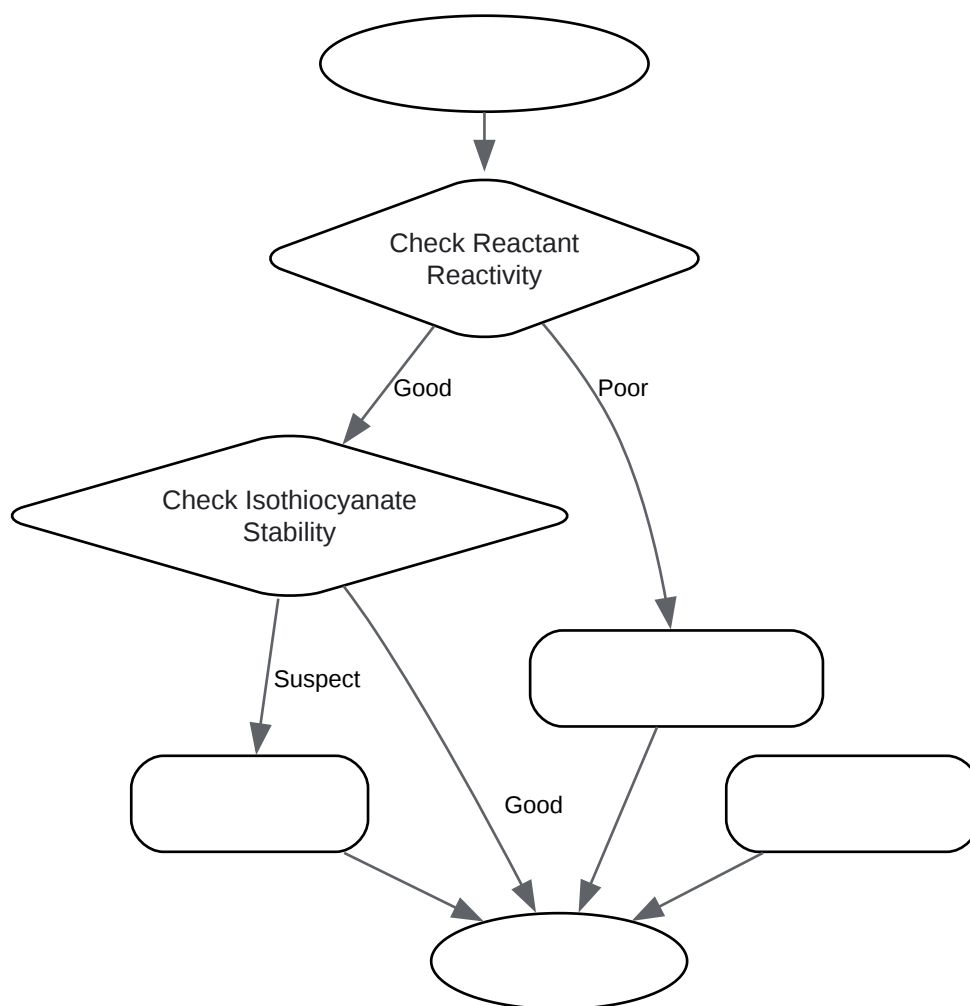 Check Reactant
Reactivity
Good
Poor
Check Isothiocyanate
Stability
Suspect
Good